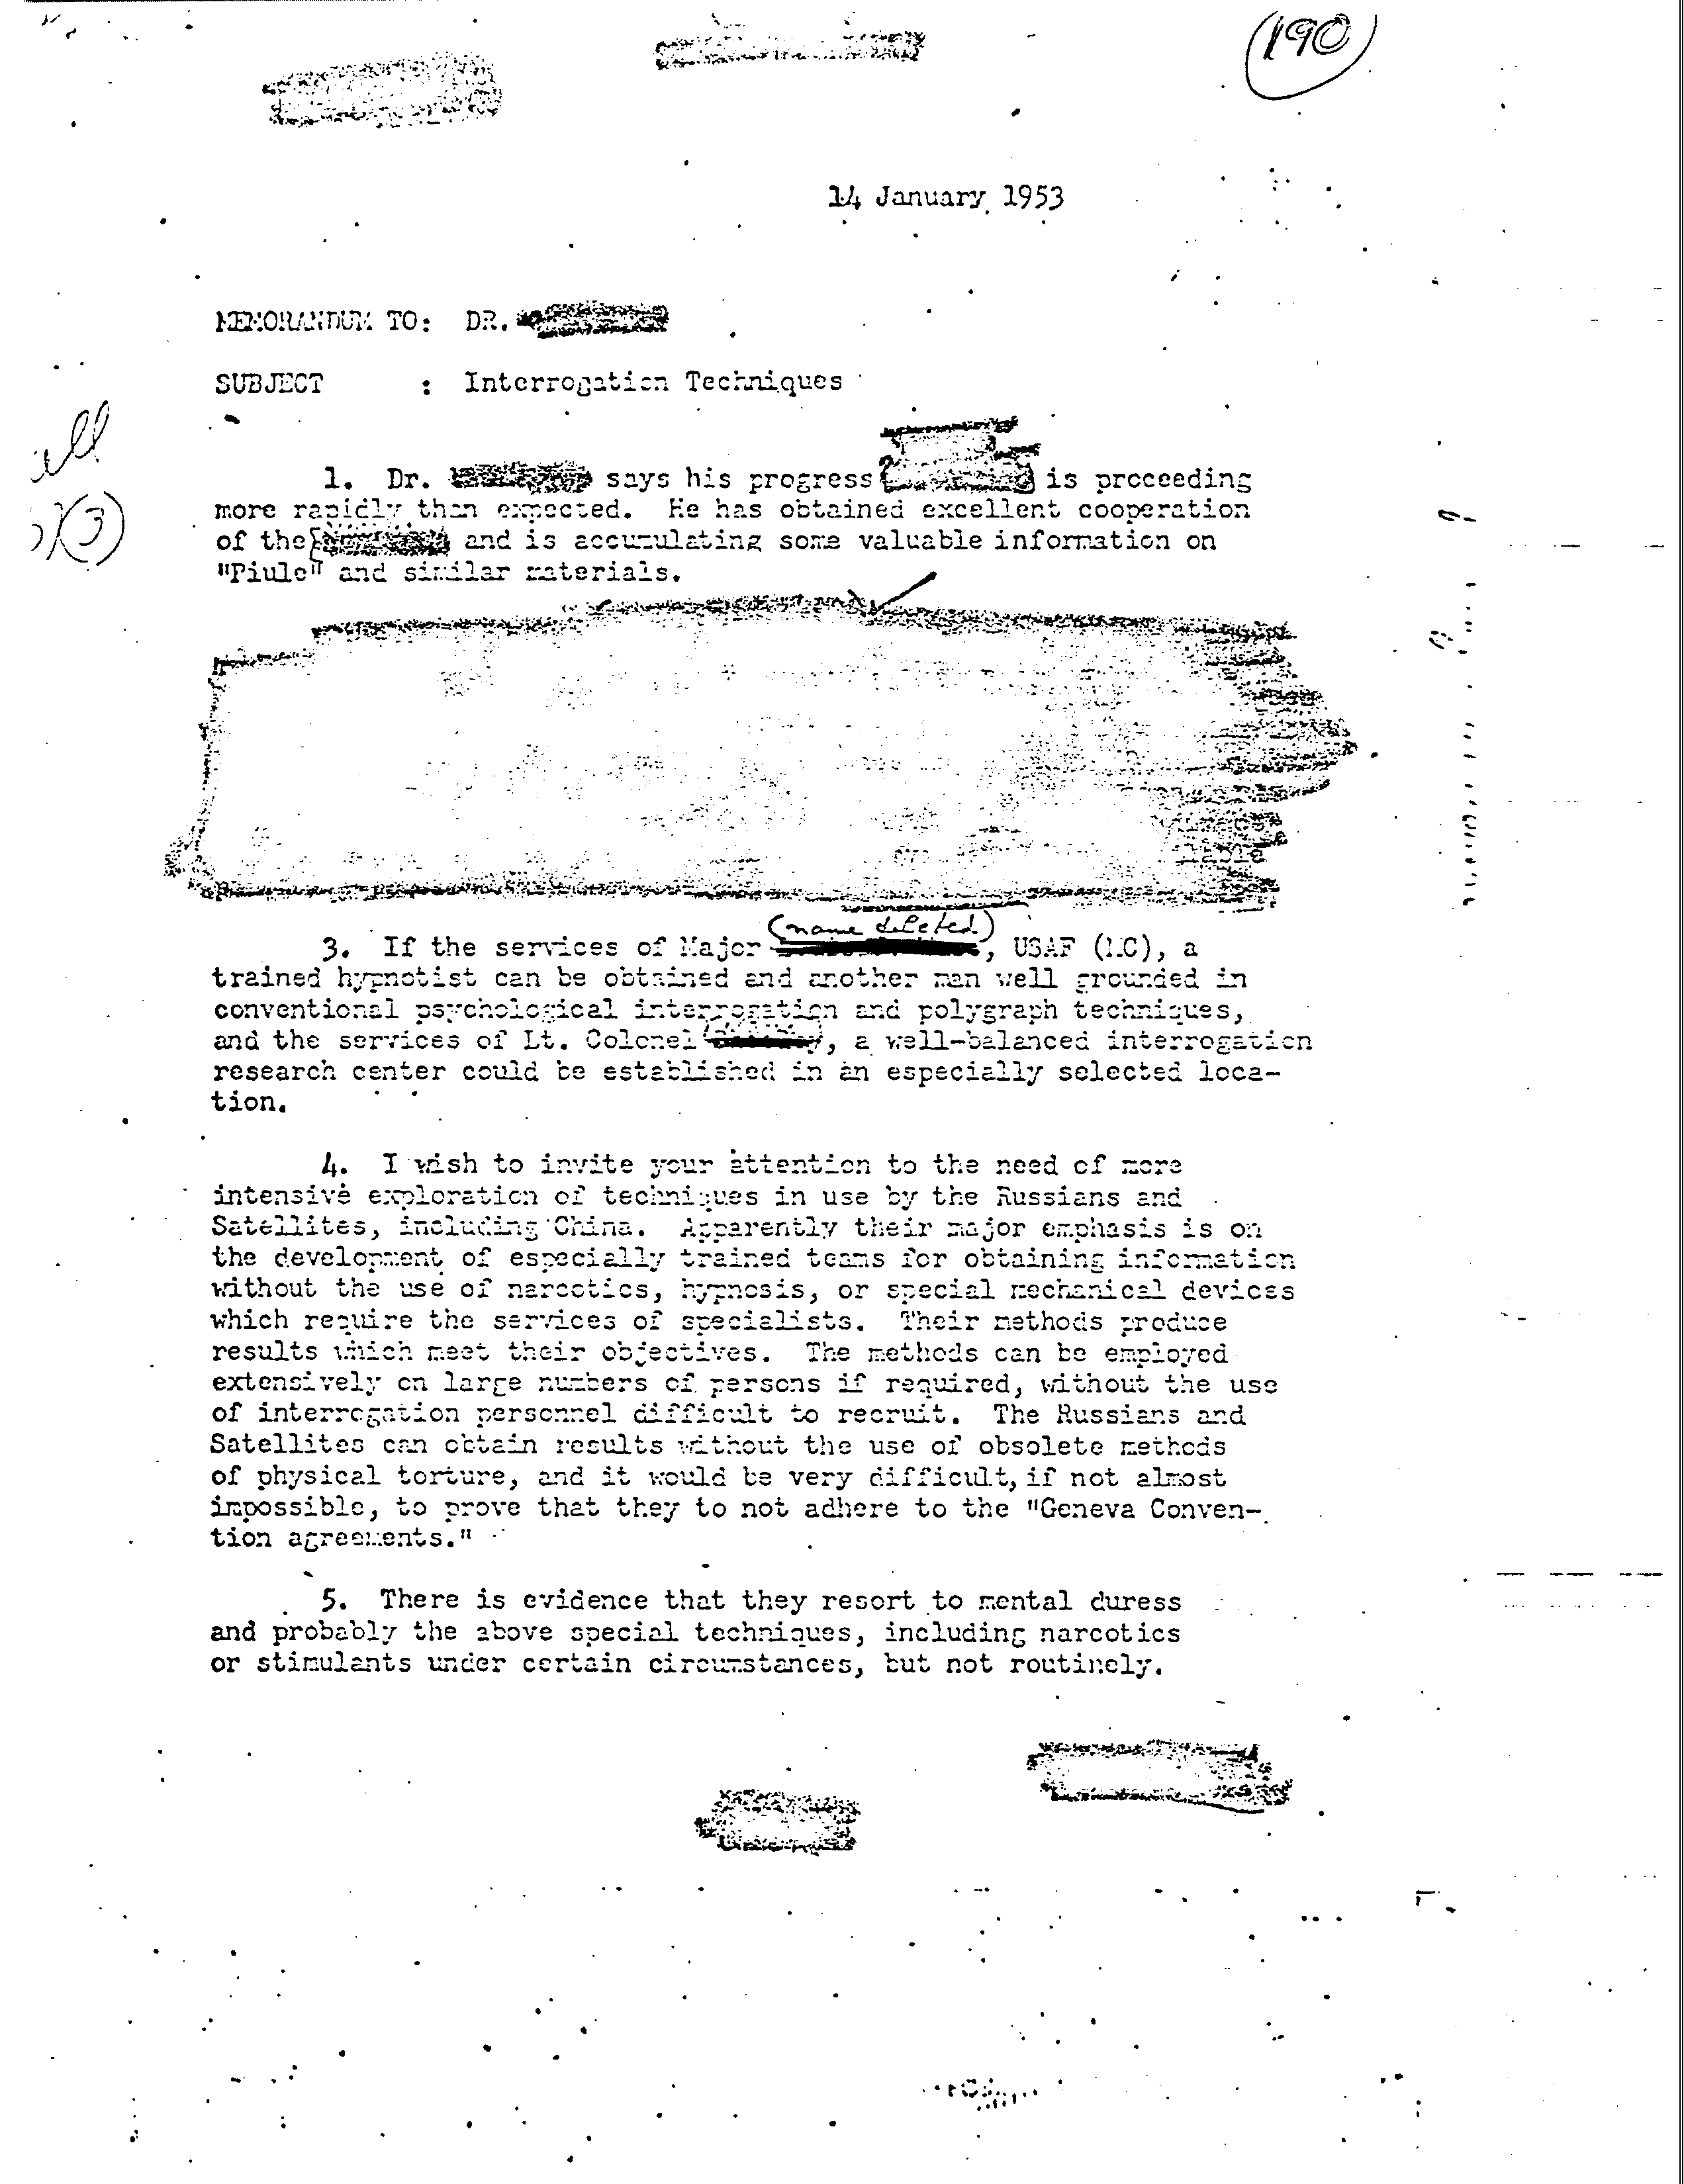 190
14 January 1953
MEMORANDUM TO: DR.
SUBJECT : Interrogation Techniques
1. Dr. says his progress is proceeding
more rapidly than expected. He has obtained excellent cooperation
of the and is accumulating some valuable information on
"Piule" and similar materials.
(name deleted)
3. If the services of Major , USAF (MC), a
trained hypnotist can be obtained and another man well grounded in
conventional psychological interrogation and polygraph techniques,
and the services of Lt. Colonel , a well-balanced interrogation
research center could be established in an especially selected loca-
tion.
4. I wish to invite your attention to the need of more
intensive exploration of techniques in use by the Russians and
Satellites, including China. Apparently their major emphasis is on
the development of especially trained teams for obtaining information
without the use of narcotics, hypnosis, or special mechanical devices
which require the services of specialists. Their methods produce
results which meet their objectives. The methods can be employed
extensively on large numbers of persons if required, without the use
of interrogation personnel difficult to recruit. The Russians and
Satellites can obtain results without the use of obsolete methods
of physical torture, and it would be very difficult, if not almost
impossible, to prove that they to not adhere to the "Geneva Conven-
tion agreements."
5. There is evidence that they resort to mental duress
and probably the above special techniques, including narcotics
or stimulants under certain circumstances, but not routinely.